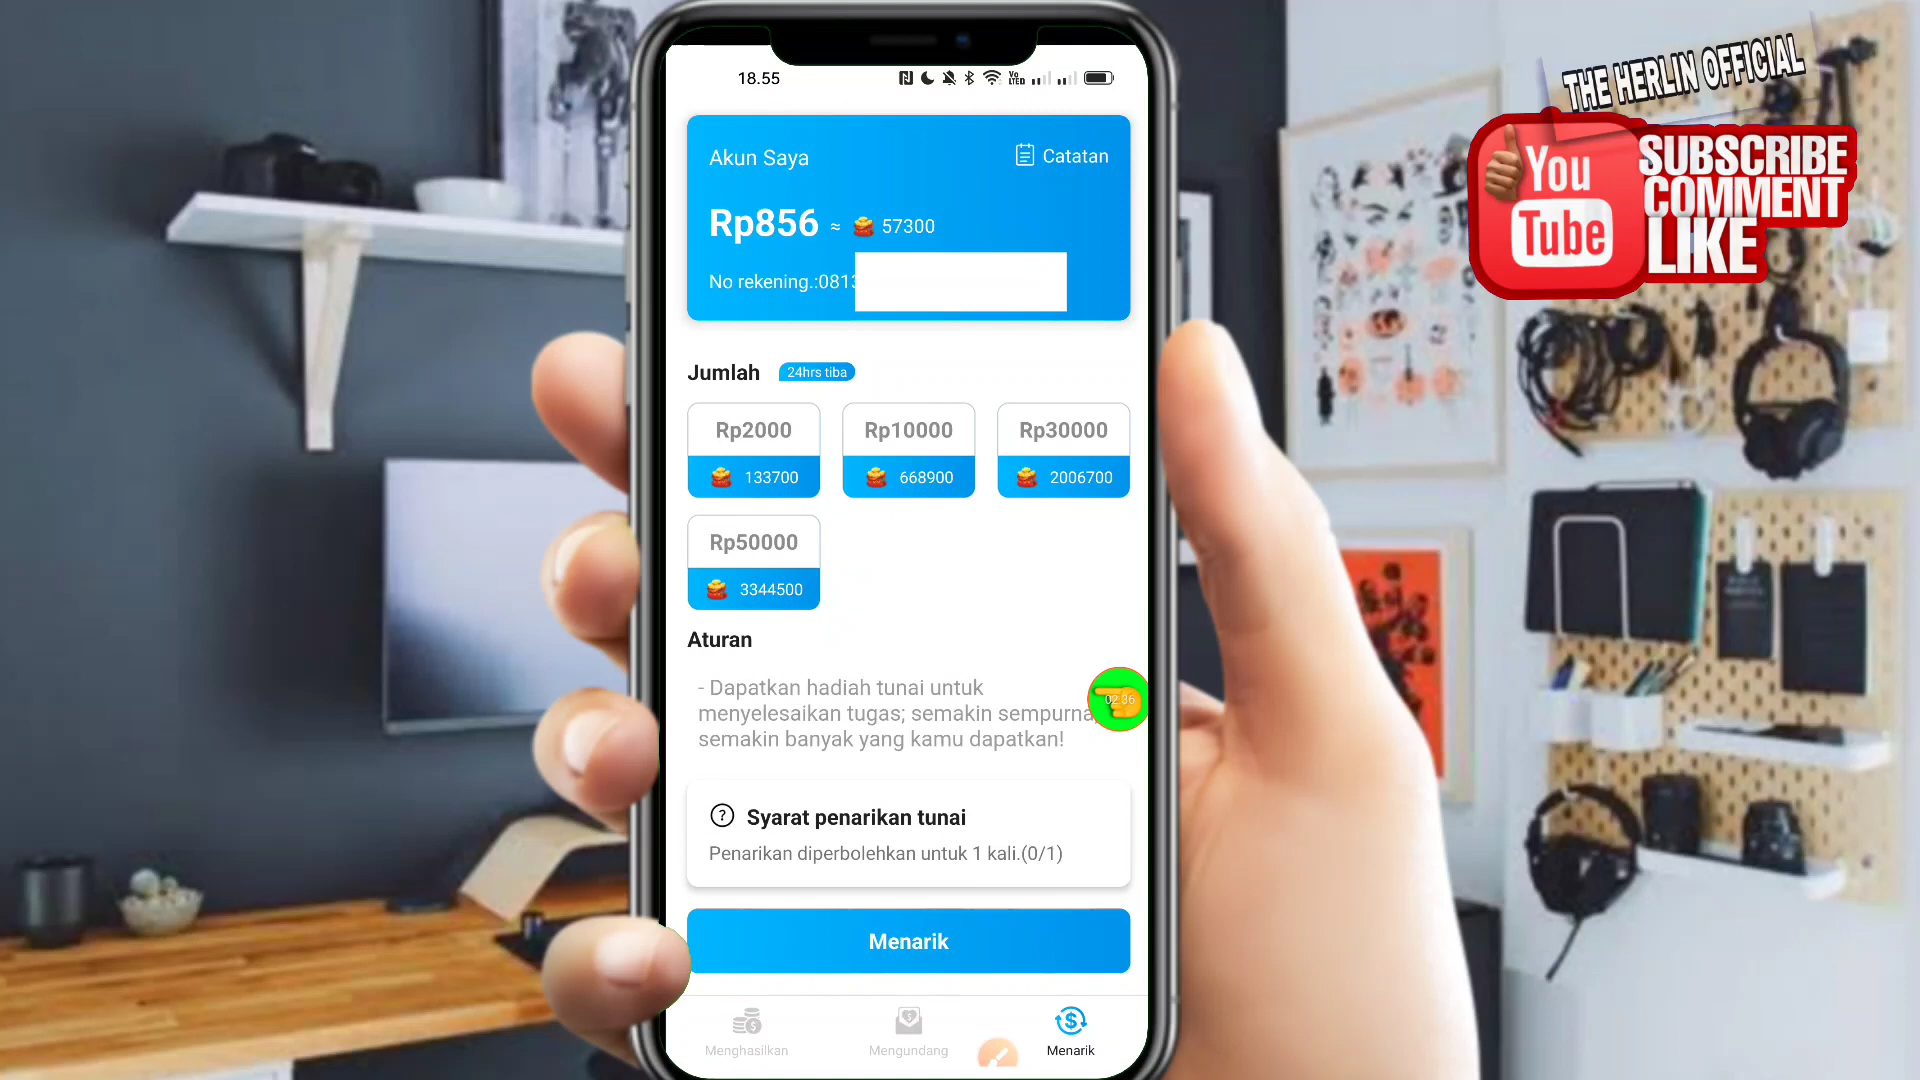 18.55
THE HERLIN OFFICIAL
You
Tube
SUBSCRIBE
COMMENT
LIKE
Akun Saya
Catatan
Rp856 ≈ 57300
No rekening.:0813
Jumlah 24hrs tiba
Rp2000 Rp10000 Rp30000
133700 668900 2006700
Rp50000
3344500
Aturan
- Dapatkan hadiah tunai untuk
menyelesaikan tugas; semakin sempurna,
semakin banyak yang kamu dapatkan!
02:36
Syarat penarikan tunai
Penarikan diperbolehkan untuk 1 kali.(0/1)
Menarik
Menghasilkan Mengundang Menarik